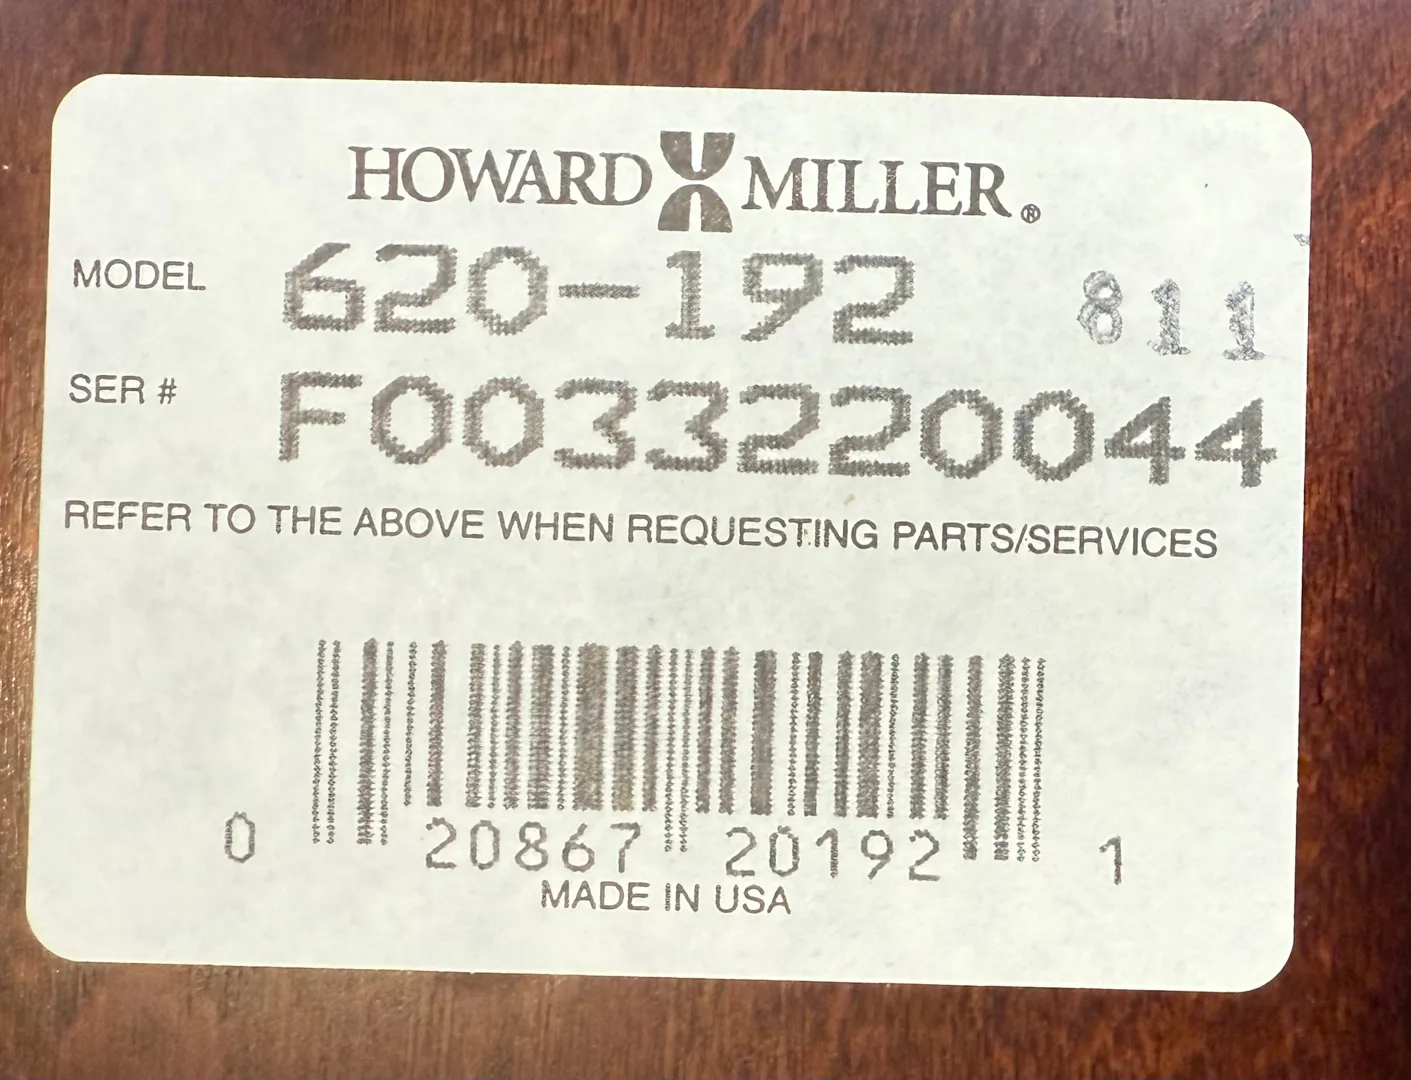 HOWARD MILLER®
MODEL 620-192 811
SER # F0033220044
REFER TO THE ABOVE WHEN REQUESTING PARTS/SERVICES
0 20867 20192 1
MADE IN USA